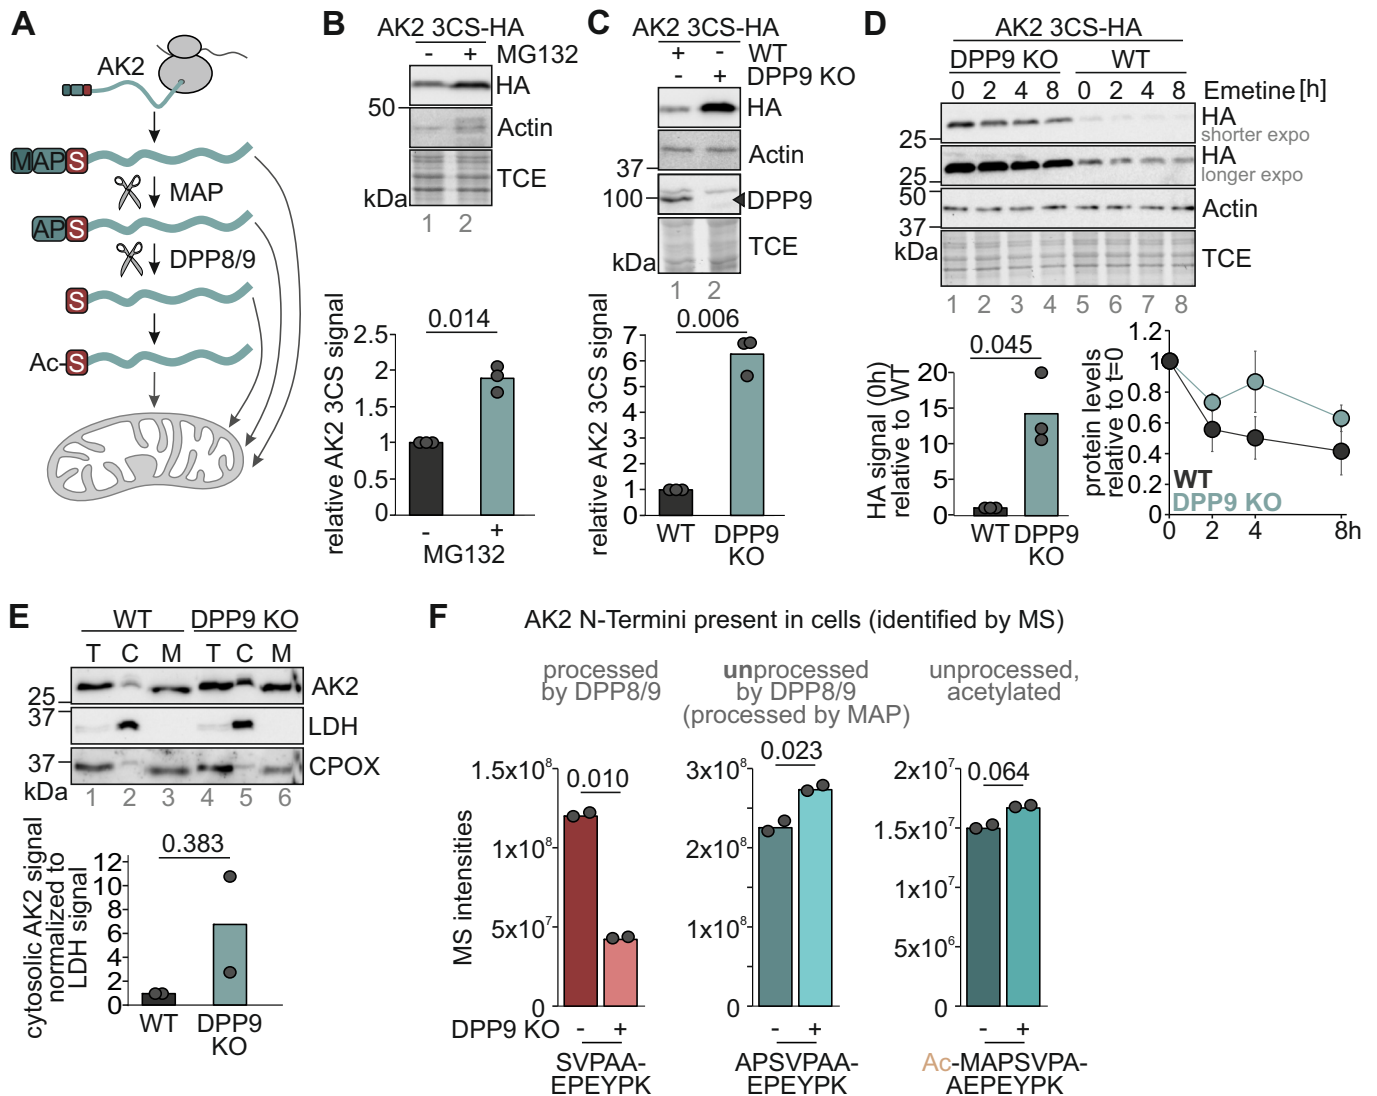 A
AK2
MAP S
MAP
AP S
DPP8/9
S
Ac-S
B
AK2 3CS-HA
- + MG132
HA
50
Actin
TCE
kDa
1 2
relative AK2 3CS signal
0.014
2.5
2
1.5
1
0.5
0
- +
MG132
C
AK2 3CS-HA
+ - WT
- + DPP9 KO
HA
Actin
37
100
DPP9
TCE
kDa
1 2
relative AK2 3CS signal
0.006
7
6
5
4
3
2
1
0
WT DPP9
KO
D
AK2 3CS-HA
DPP9 KO WT
0 2 4 8 0 2 4 8 Emetine [h]
HA
shorter expo
25
HA
longer expo
25
50
Actin
37
kDa
TCE
1 2 3 4 5 6 7 8
HA signal (0h)
relative to WT
0.045
20
15
10
5
0
WT DPP9
KO
protein levels
relative to t=0
1.2
1
0.8
0.6
0.4
0.2
0
WT
DPP9 KO
0 2 4 8h
E
WT DPP9 KO
T C M T C M
AK2
25
37
LDH
37
CPOX
kDa
1 2 3 4 5 6
cytosolic AK2 signal
normalized to
LDH signal
0.383
12
10
8
6
4
2
0
WT DPP9
KO
F
AK2 N-Termini present in cells (identified by MS)
processed
by DPP8/9
unprocessed
by DPP8/9
(processed by MAP)
unprocessed,
acetylated
MS intensities
1.5x10⁸
1x10⁸
5x10⁷
0
0.010
3x10⁸
2x10⁸
1x10⁸
0
0.023
2x10⁷
1.5x10⁷
1x10⁷
5x10⁶
0
0.064
DPP9 KO - + - + - +
SVPAA-
EPEYPK
APSVPAA-
EPEYPK
Ac-MAPSVPA-
AEPEYPK